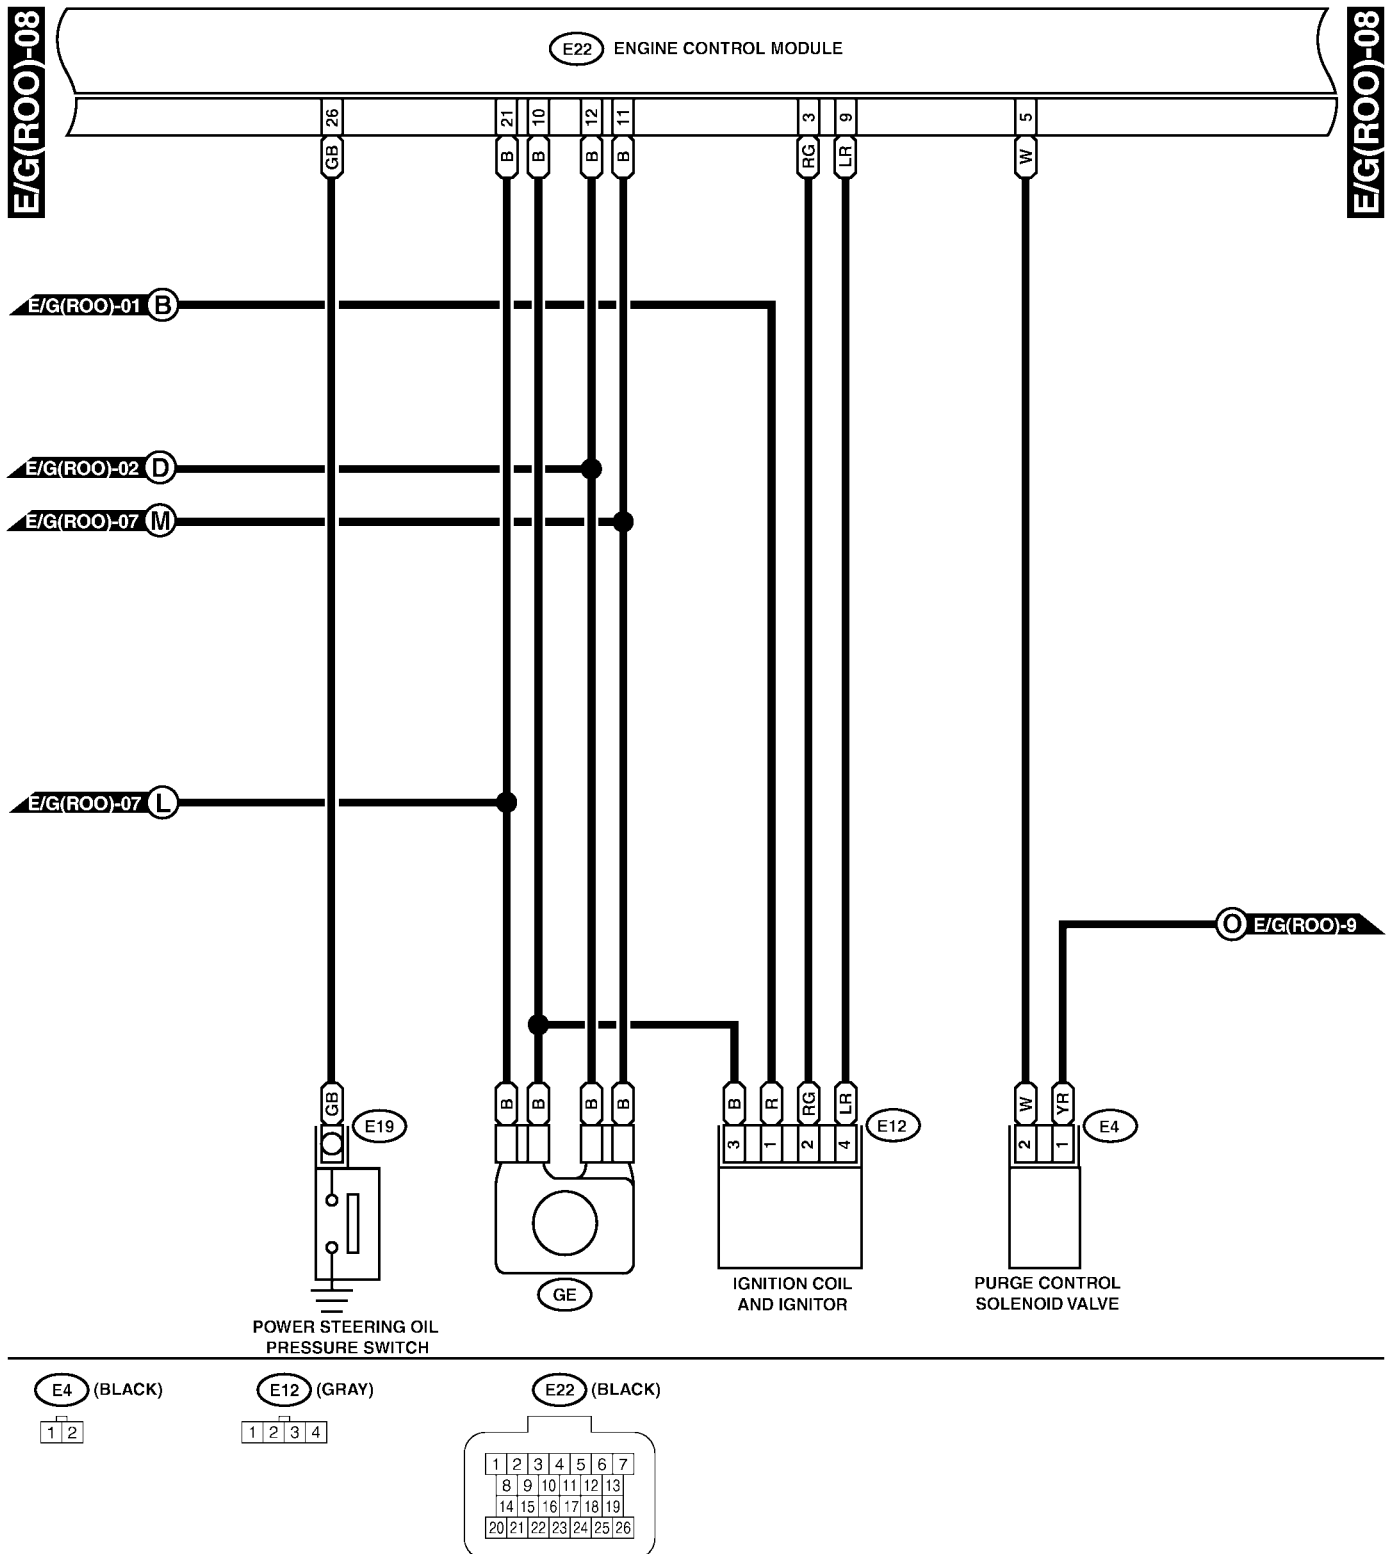 E/G(ROO)-08
E/G(ROO)-08
E22 ENGINE CONTROL MODULE
26 21 10 12 11 3 9 5
GB B B B B RG LR W
E/G(ROO)-01 B
E/G(ROO)-02 D
E/G(ROO)-07 M
E/G(ROO)-07 L
O E/G(ROO)-9
GB B B B B B R RG LR W YR
E19 E12 E4
3 1 2 4 2 1
GE
IGNITION COIL
AND IGNITOR
PURGE CONTROL
SOLENOID VALVE
POWER STEERING OIL
PRESSURE SWITCH
E4 (BLACK) E12 (GRAY) E22 (BLACK)
1 2 1 2 3 4
1 2 3 4 5 6 7
8 9 10 11 12 13
14 15 16 17 18 19
20 21 22 23 24 25 26